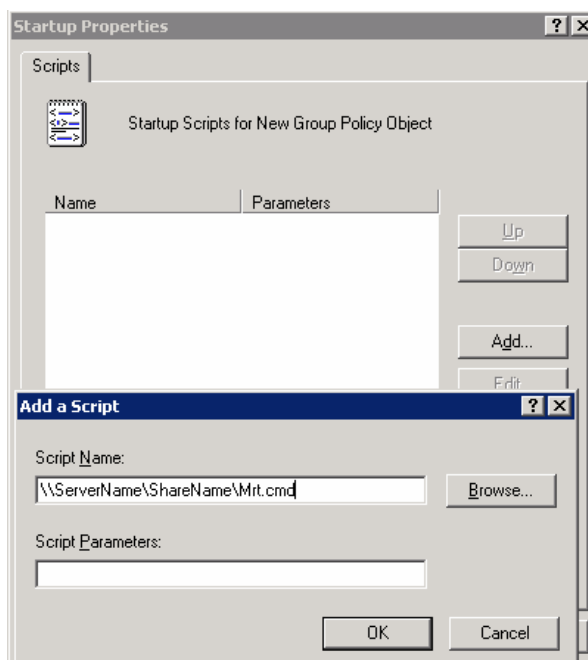 Startup Properties
Scripts
Startup Scripts for New Group Policy Object
Name Parameters
Up
Down
Add...
Edit
Add a Script
Script Name:
\\ServerName\ShareName\Mrt.cmd
Browse...
Script Parameters:
OK Cancel